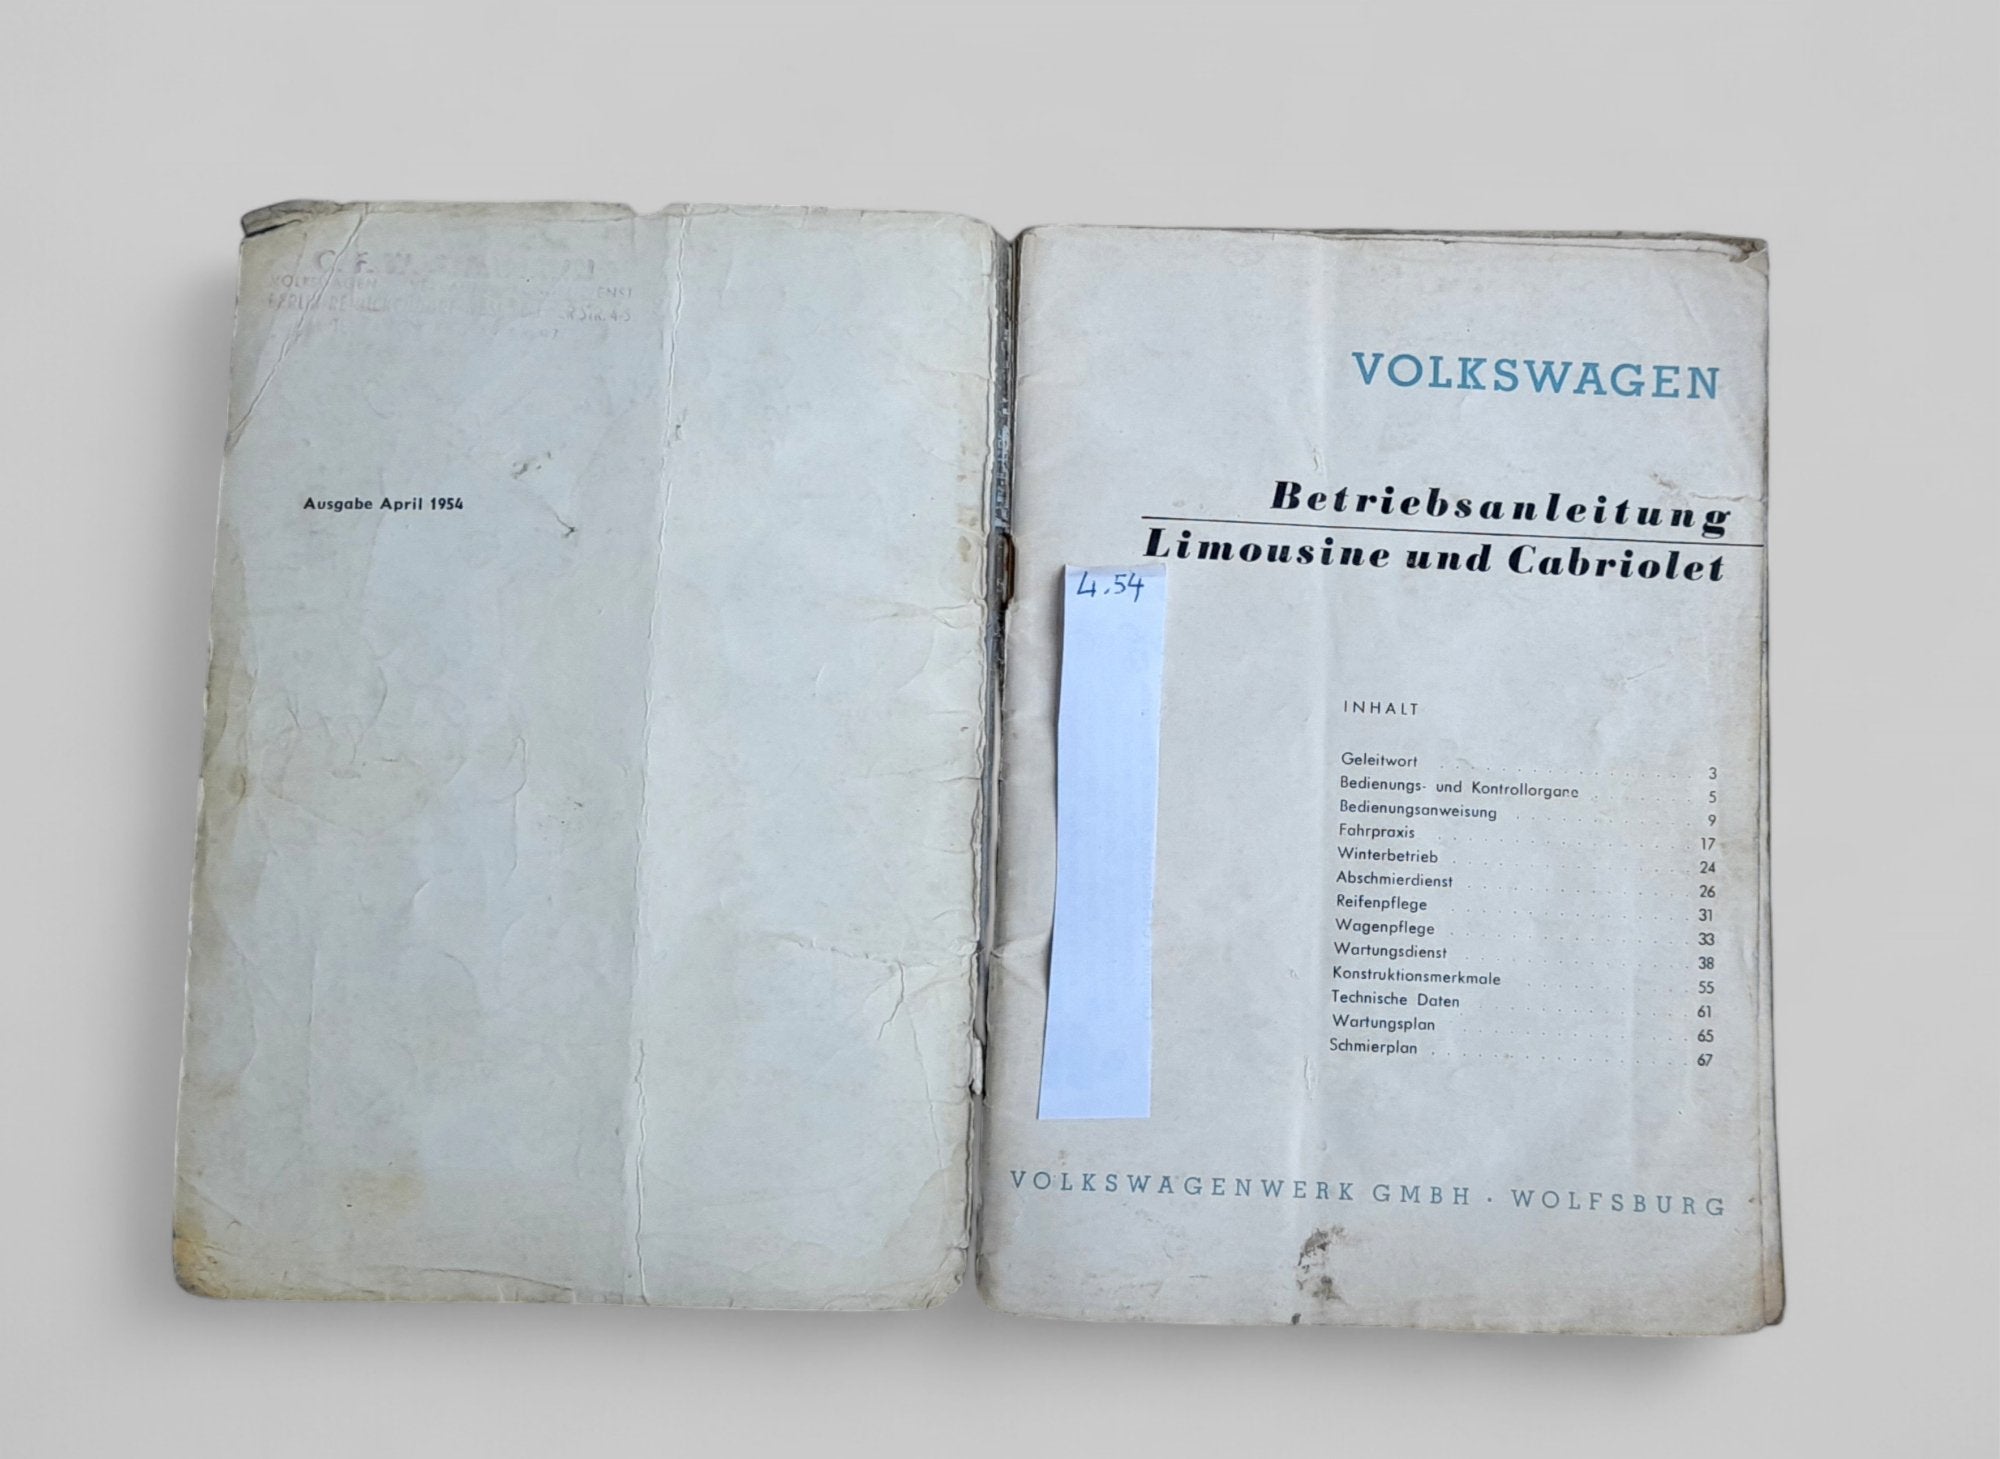 VOLKSWAGEN
BERLIN
Ausgabe April 1954
VOLKSWAGEN
Betriebsanleitung
Limousine und Cabriolet
4.54
INHALT
Geleitwort . . . . . . . . . . . . . . . . . 3
Bedienungs- und Kontrollorgane . . . . . . . 5
Bedienungsanweisung . . . . . . . . . . . . 9
Fahrpraxis . . . . . . . . . . . . . . . . . 17
Winterbetrieb . . . . . . . . . . . . . . . 24
Abschmierdienst . . . . . . . . . . . . . . 26
Reifenpflege . . . . . . . . . . . . . . . . 31
Wagenpflege . . . . . . . . . . . . . . . . 33
Wartungsdienst . . . . . . . . . . . . . . . 38
Konstruktionsmerkmale . . . . . . . . . . . 55
Technische Daten . . . . . . . . . . . . . . 61
Wartungsplan . . . . . . . . . . . . . . . . 65
Schmierplan . . . . . . . . . . . . . . . . 67
VOLKSWAGENWERK GMBH · WOLFSBURG